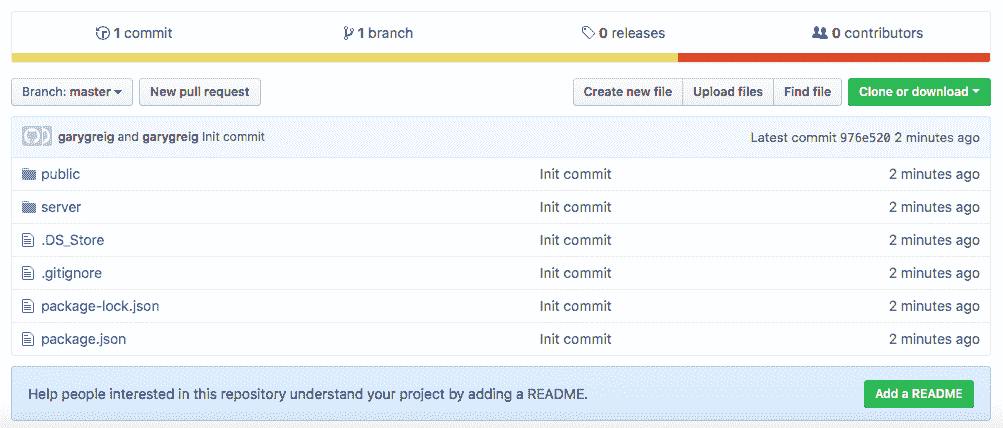 1 commit 1 branch 0 releases 0 contributors
Branch: master New pull request Create new file Upload files Find file Clone or download
garygreig and garygreig Init commit Latest commit 976e520 2 minutes ago
public Init commit 2 minutes ago
server Init commit 2 minutes ago
.DS_Store Init commit 2 minutes ago
.gitignore Init commit 2 minutes ago
package-lock.json Init commit 2 minutes ago
package.json Init commit 2 minutes ago
Help people interested in this repository understand your project by adding a README. Add a README